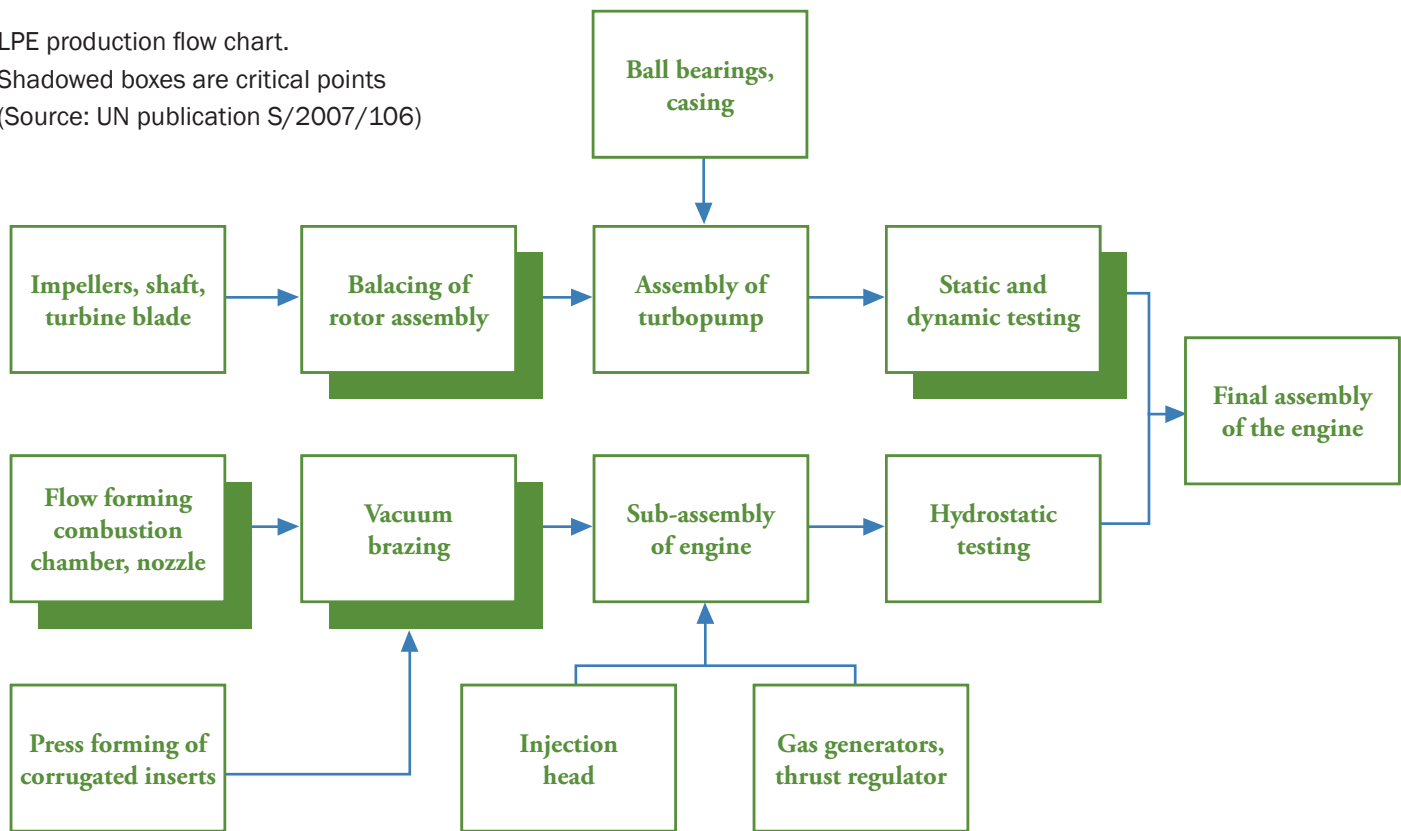 LPE production flow chart.
Shadowed boxes are critical points
(Source: UN publication S/2007/106)
Ball bearings,
casing
Impellers, shaft,
turbine blade
Balacing of
rotor assembly
Assembly of
turbopump
Static and
dynamic testing
Final assembly
of the engine
Flow forming
combustion
chamber, nozzle
Vacuum
brazing
Sub-assembly
of engine
Hydrostatic
testing
Press forming of
corrugated inserts
Injection
head
Gas generators,
thrust regulator